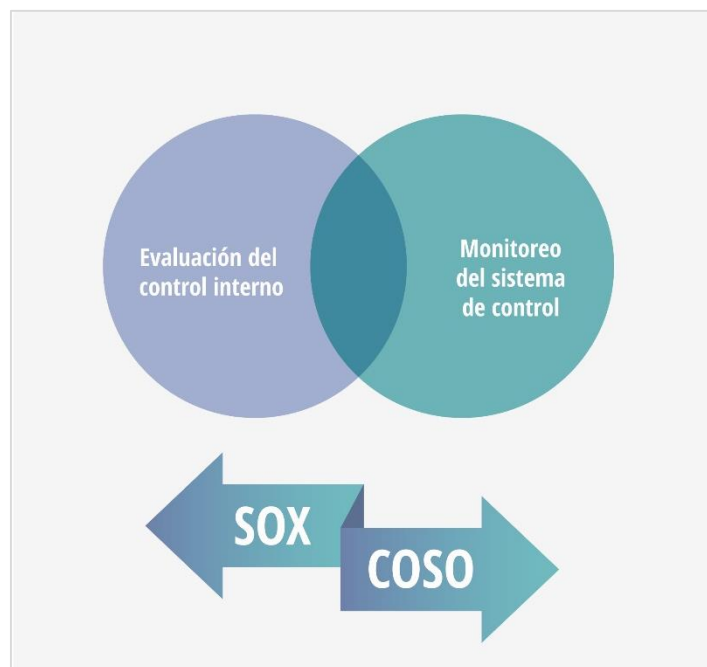 Evaluación del
control interno
Monitoreo
del sistema
de control
SOX
COSO